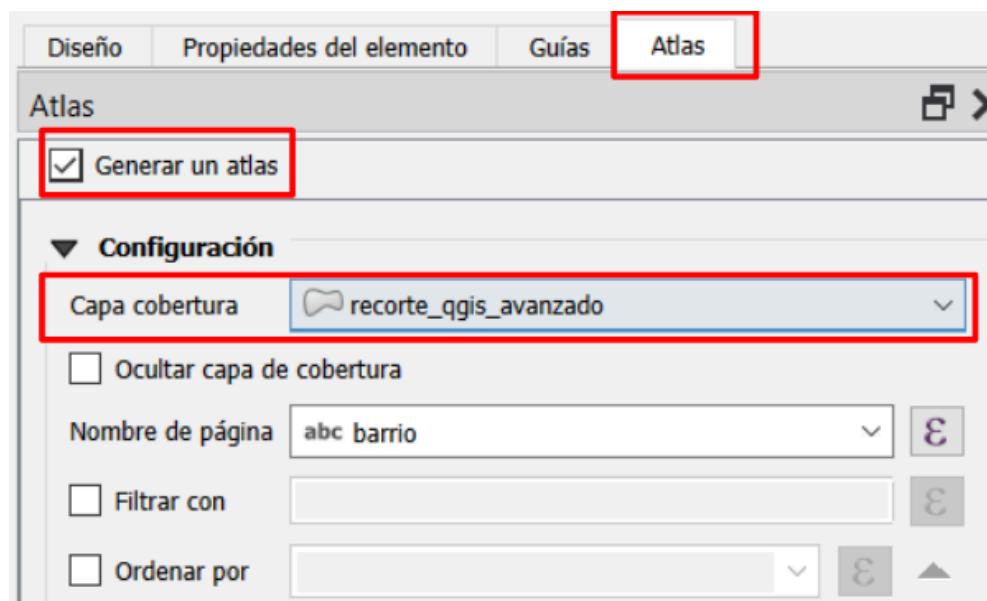 Diseño Propiedades del elemento Guías Atlas
Atlas
Generar un atlas
Configuración
Capa cobertura recorte_qgis_avanzado
Ocultar capa de cobertura
Nombre de página abc barrio ε
Filtrar con ε
Ordenar por ε